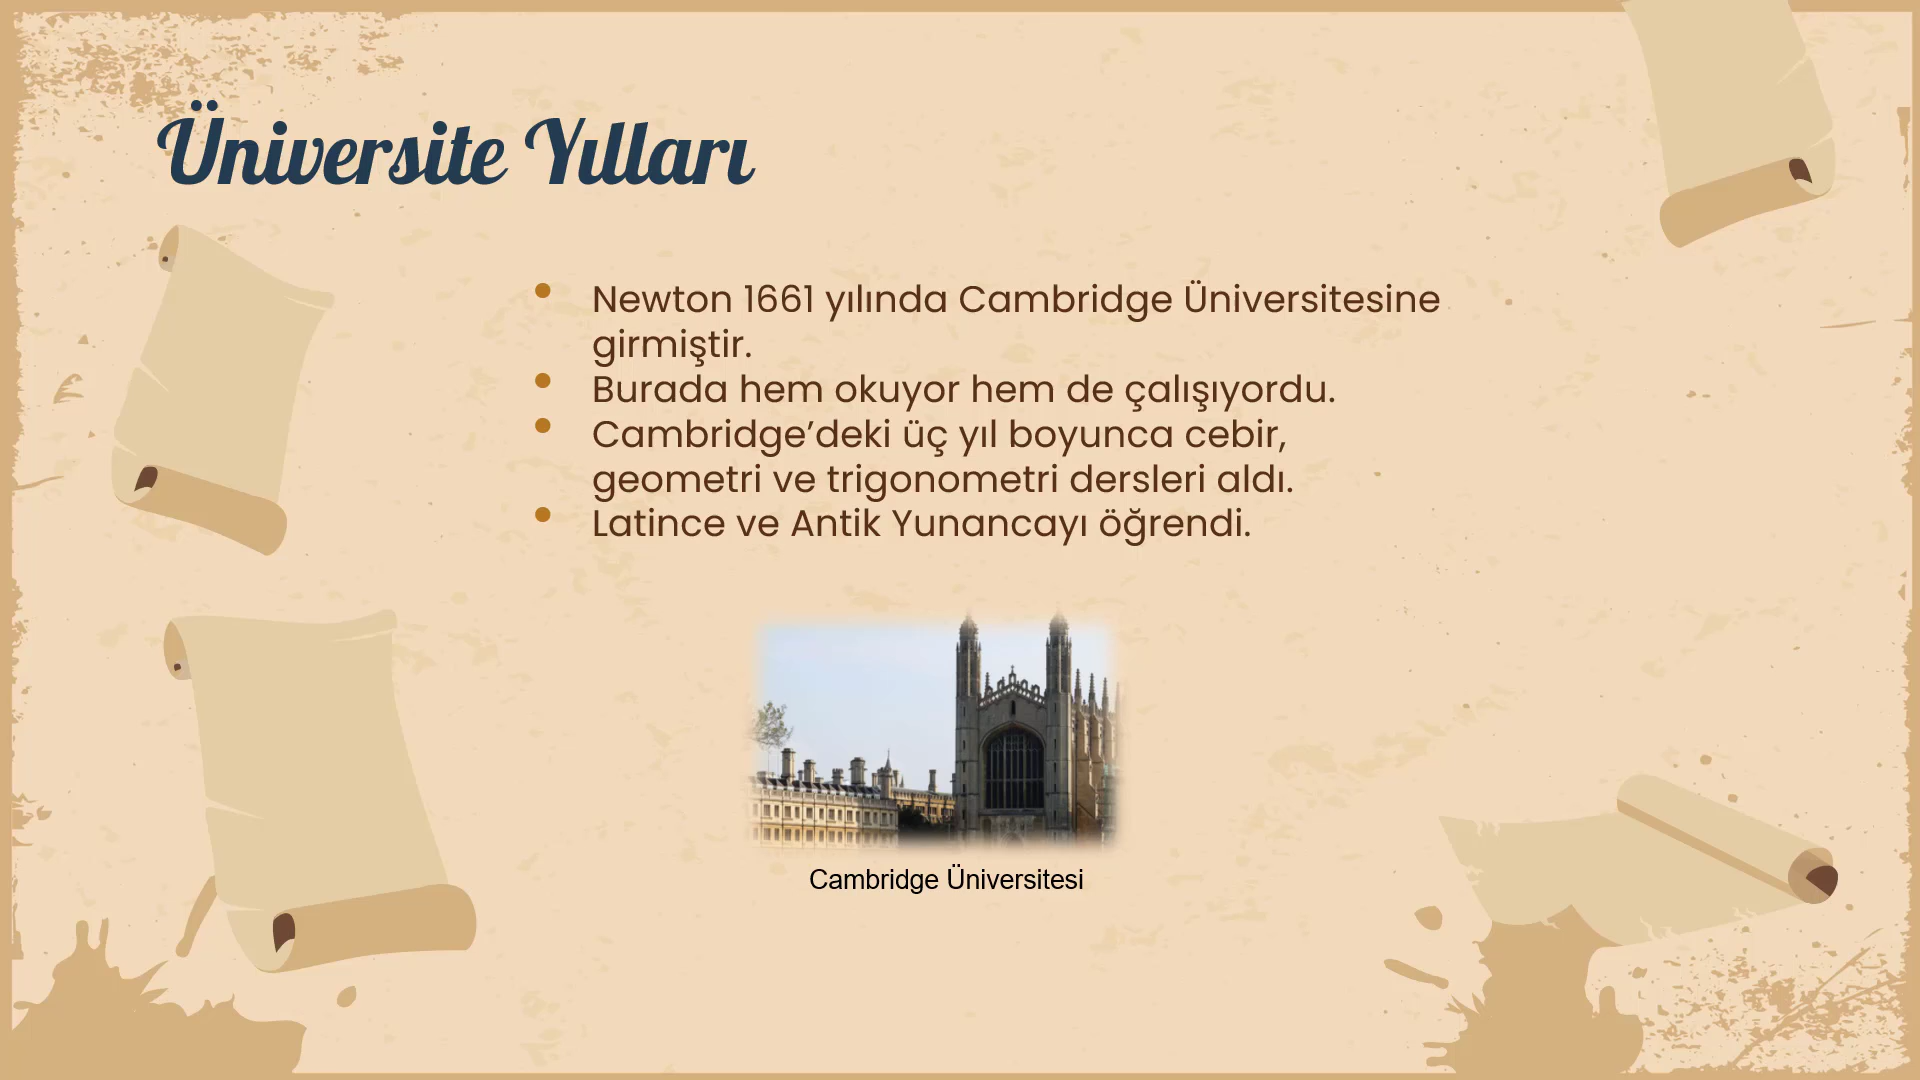 Üniversite Yılları
• Newton 1661 yılında Cambridge Üniversitesine
girmiştir.
• Burada hem okuyor hem de çalışıyordu.
• Cambridge’deki üç yıl boyunca cebir,
geometri ve trigonometri dersleri aldı.
• Latince ve Antik Yunancayı öğrendi.
Cambridge Üniversitesi